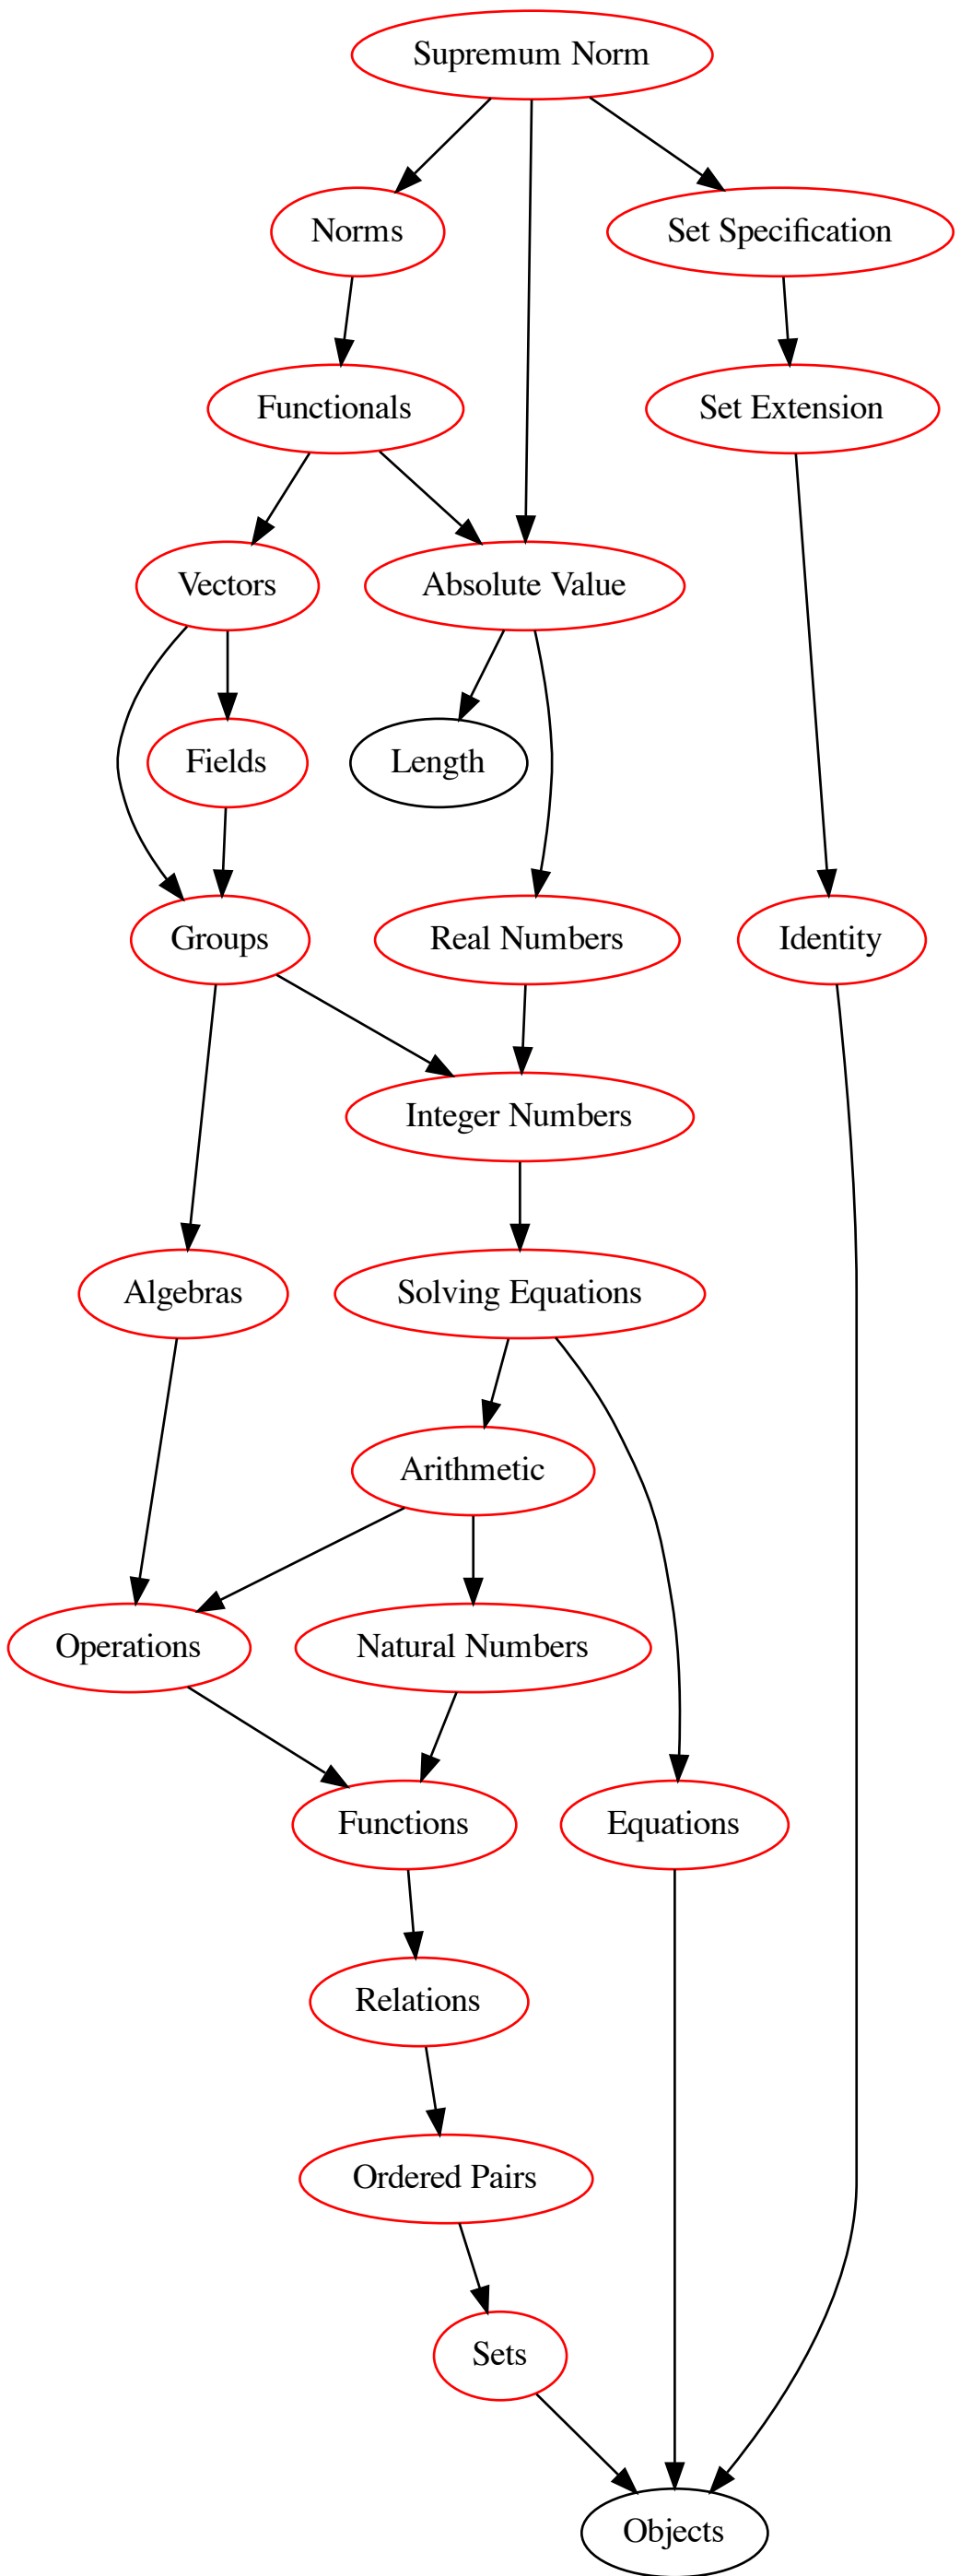 Supremum Norm
Norms
Set Specification
Functionals
Set Extension
Vectors
Absolute Value
Fields
Length
Groups
Real Numbers
Identity
Integer Numbers
Algebras
Solving Equations
Arithmetic
Operations
Natural Numbers
Functions
Equations
Relations
Ordered Pairs
Sets
Objects